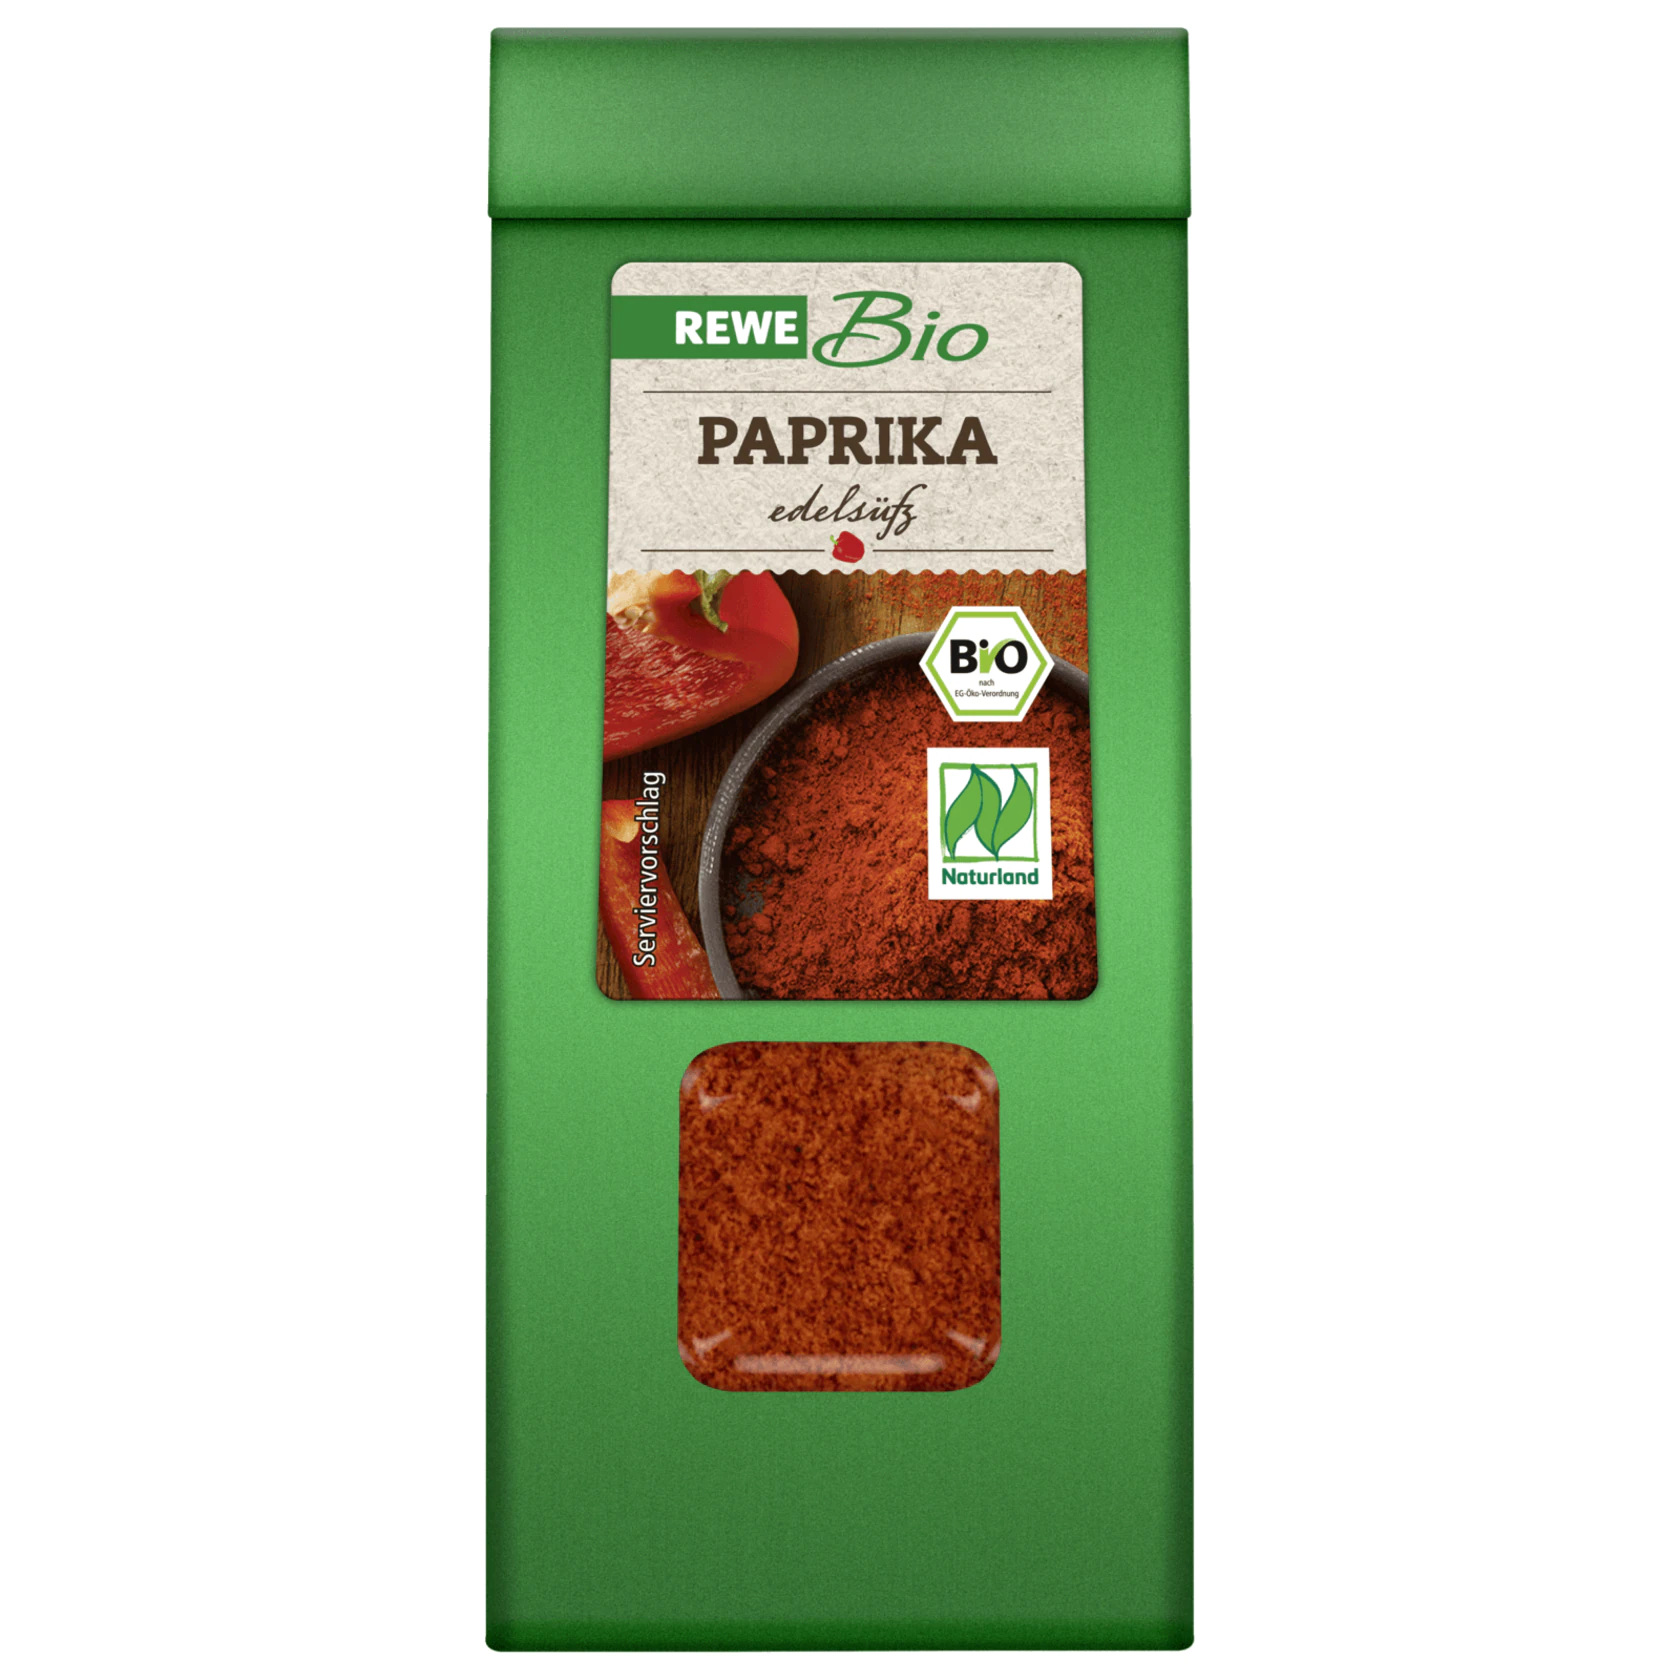 REWE Bio
PAPRIKA
edelsüß
Bio
nach
EG-Öko-Verordnung
Naturland
Serviervorschlag